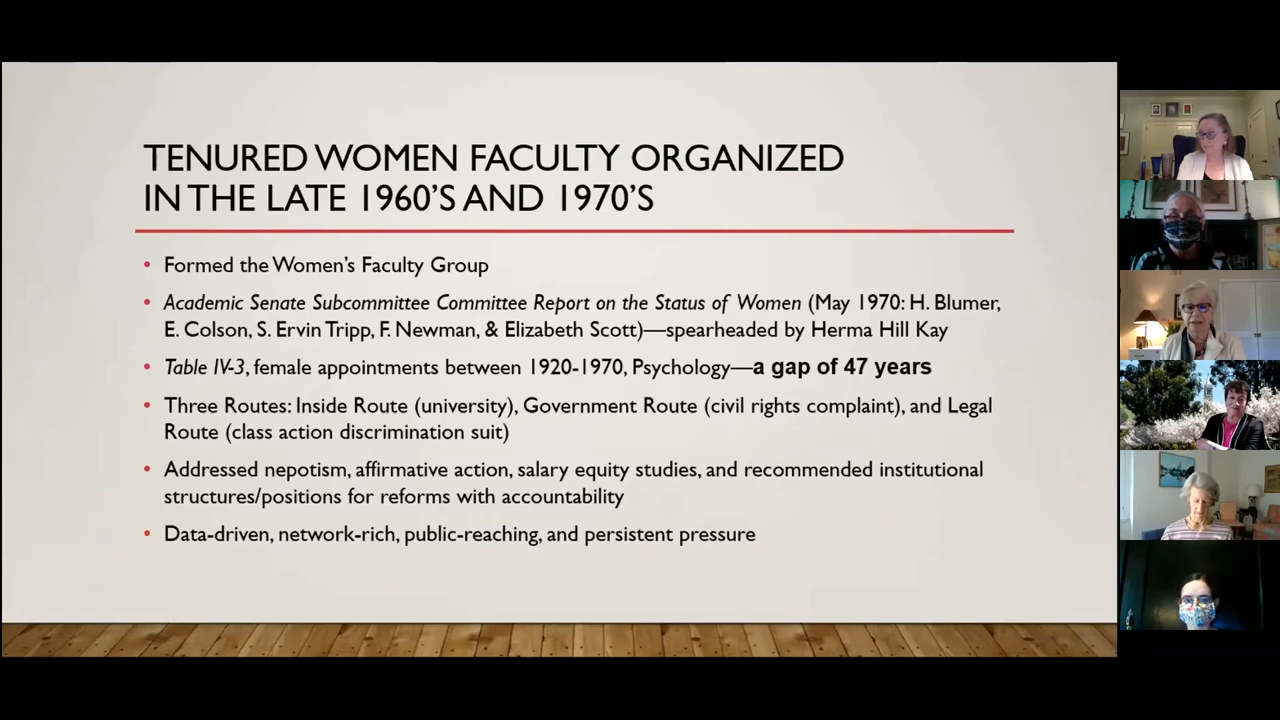 TENURED WOMEN FACULTY ORGANIZED
IN THE LATE 1960'S AND 1970'S
• Formed the Women's Faculty Group
• Academic Senate Subcommittee Committee Report on the Status of Women (May 1970: H. Blumer,
E. Colson, S. Ervin Tripp, F. Newman, & Elizabeth Scott)—spearheaded by Herma Hill Kay
• Table IV-3, female appointments between 1920-1970, Psychology—a gap of 47 years
• Three Routes: Inside Route (university), Government Route (civil rights complaint), and Legal
Route (class action discrimination suit)
• Addressed nepotism, affirmative action, salary equity studies, and recommended institutional
structures/positions for reforms with accountability
• Data-driven, network-rich, public-reaching, and persistent pressure